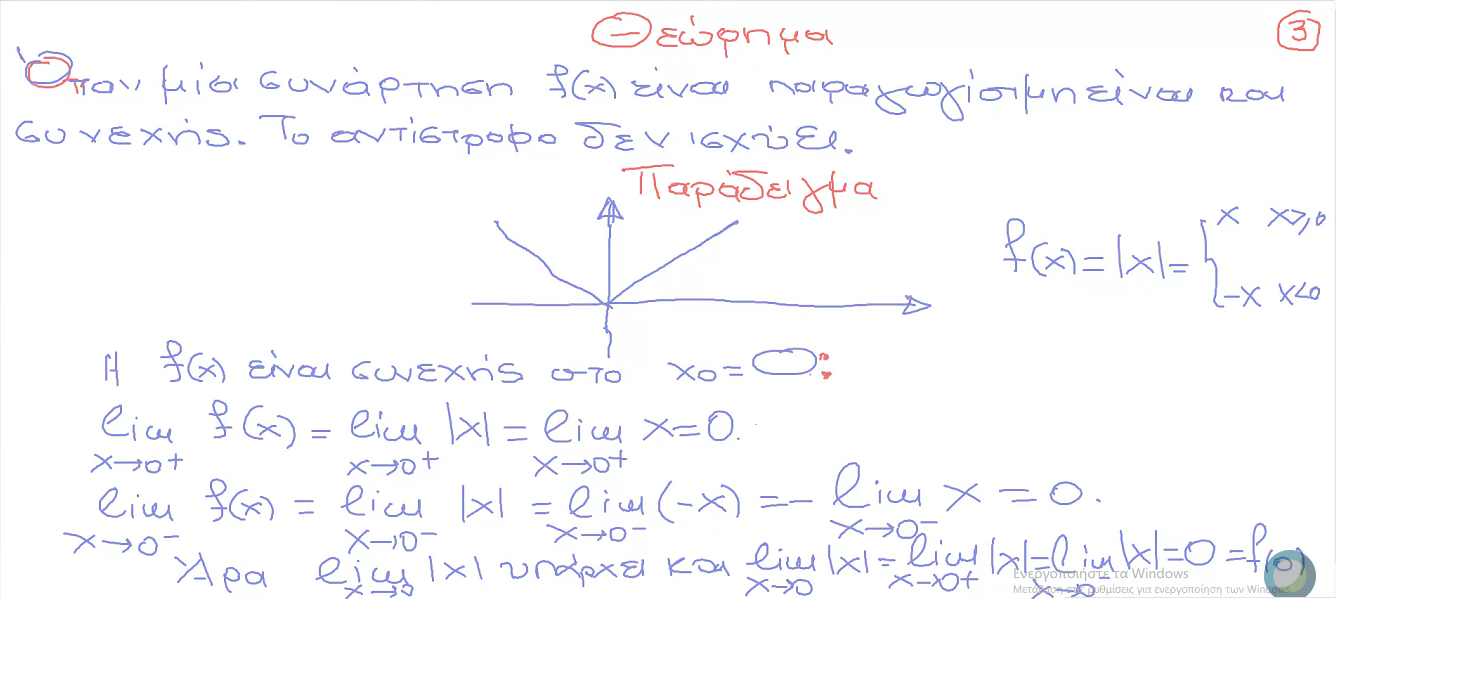 Θεώρημα
3
Όταν μία συνάρτηση f(x) είναι παραγωγίσιμη είναι και
συνεχής. Το αντίστροφο δεν ισχύει.
Παράδειγμα
f(x) = |x| = { x x≥0
-x x<0
Η f(x) είναι συνεχής στο x0 = 0:
lim f(x) = lim |x| = lim x = 0.
x→0+ x→0+ x→0+
lim f(x) = lim |x| = lim (-x) = - lim x = 0.
x→0- x→0- x→0- x→0-
Άρα lim |x| υπάρχει και lim |x| = lim |x| = lim |x| = 0 = f(0)
x→0 x→0 x→0+ x→0-
Ενεργοποιήστε τα Windows
Μετάβαση στις ρυθμίσεις για ενεργοποίηση των Windows